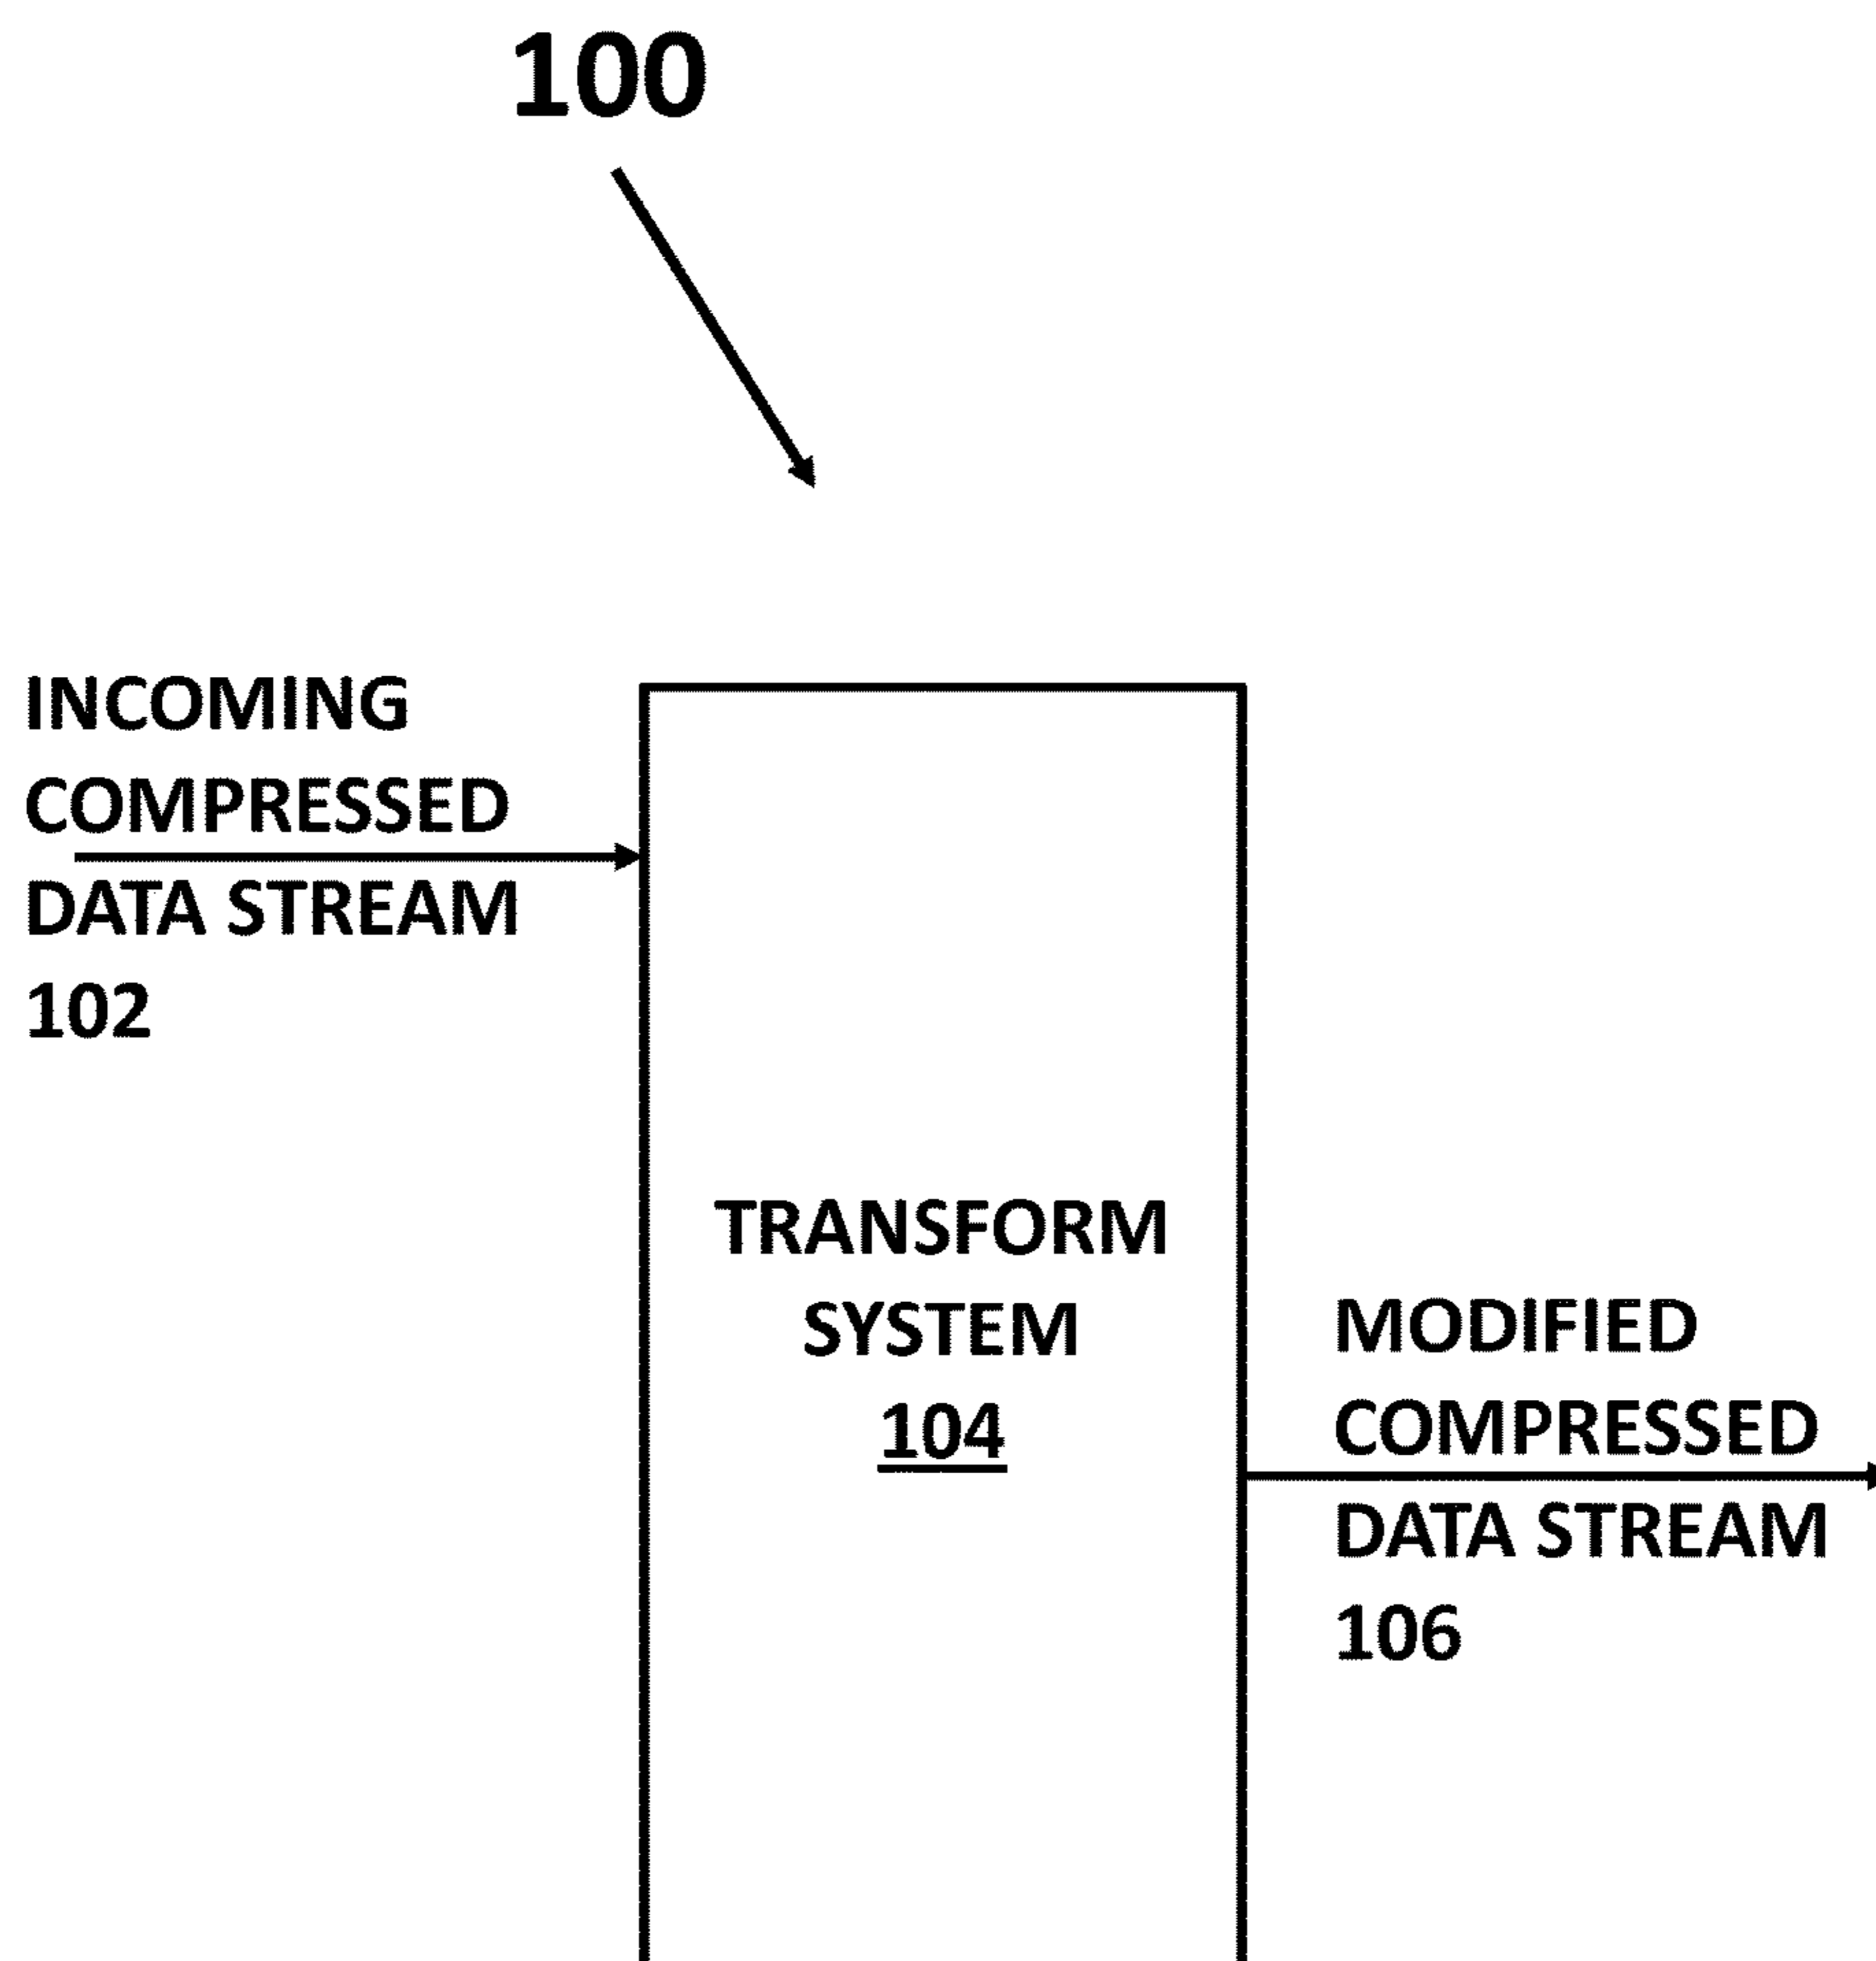 100
INCOMING
COMPRESSED
DATA STREAM
102
TRANSFORM
SYSTEM
104
MODIFIED
COMPRESSED
DATA STREAM
106